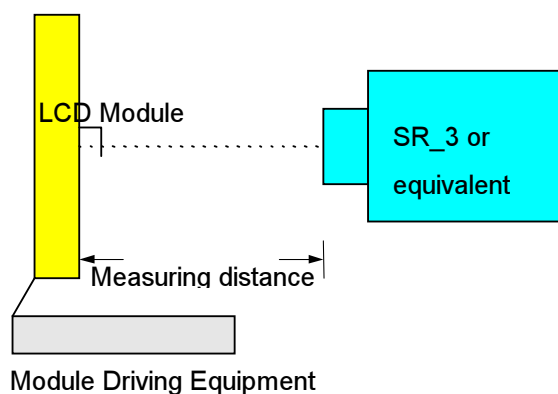 LCD Module
SR_3 or
equivalent
Measuring distance
Module Driving Equipment